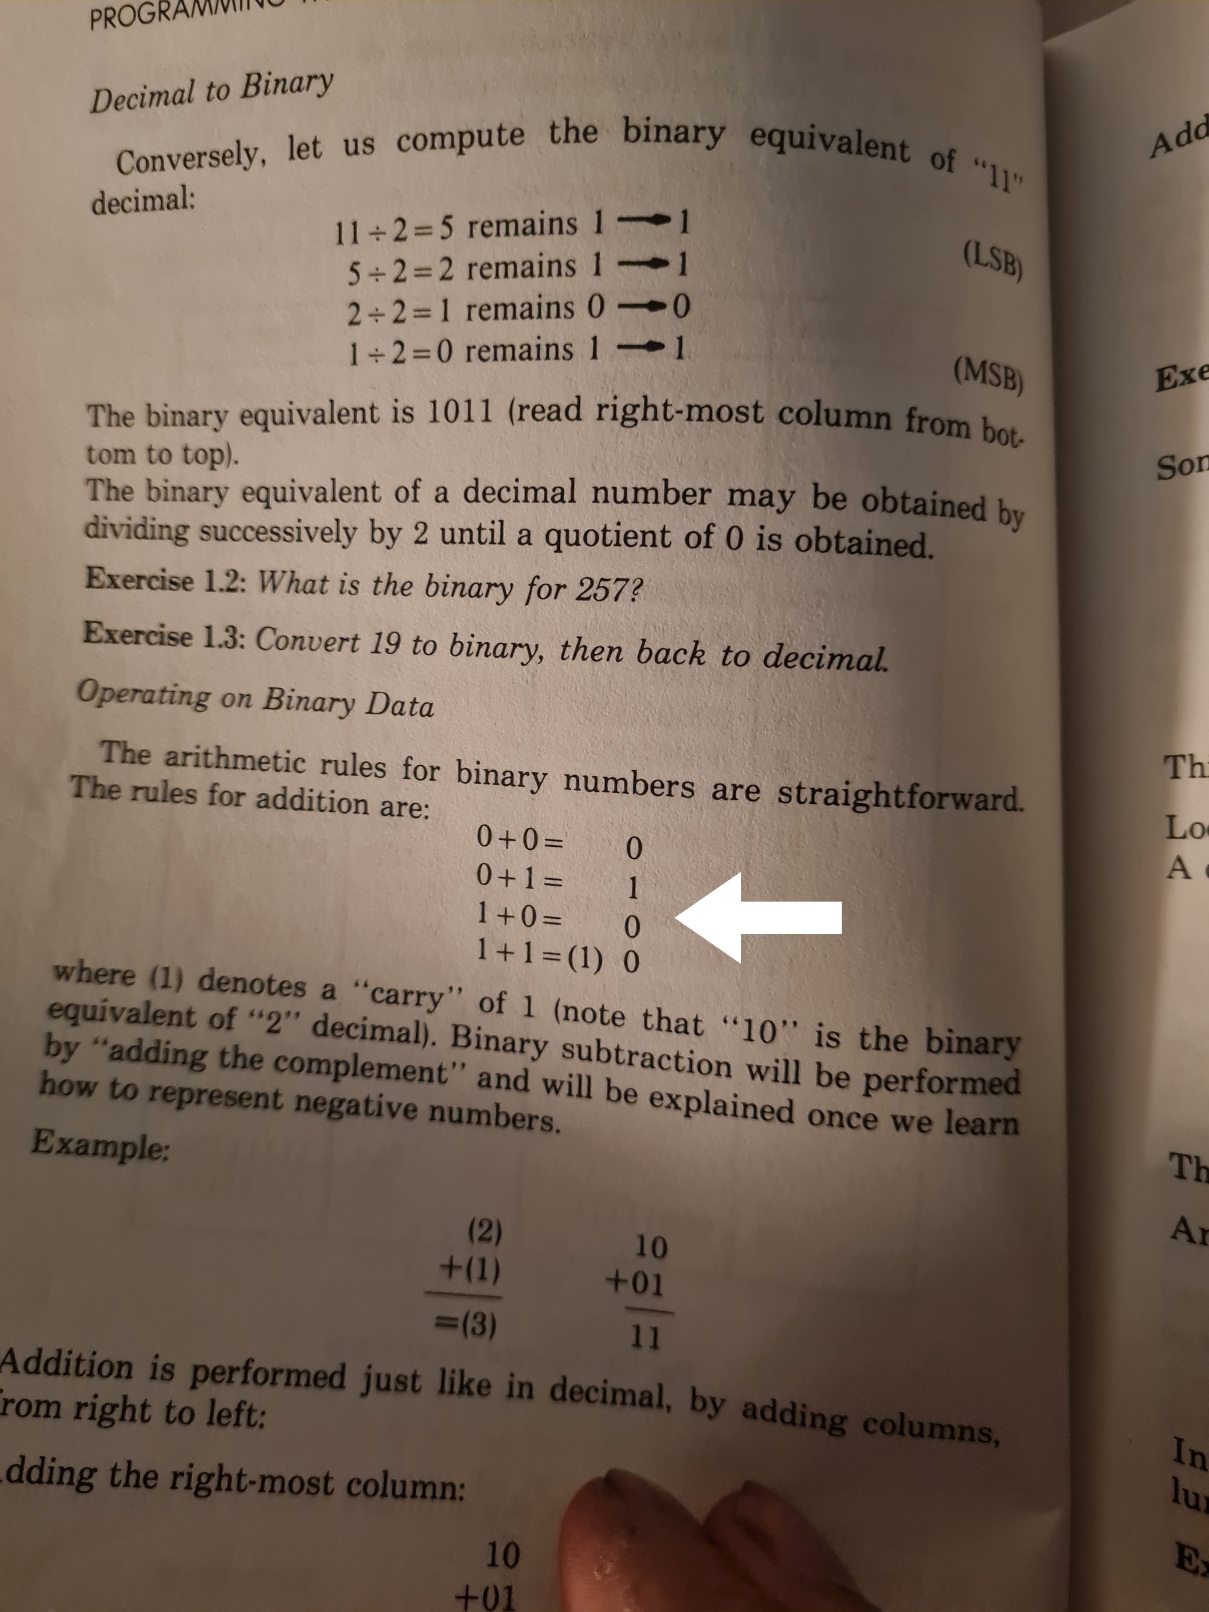 PROGRAMMING
Decimal to Binary
Conversely, let us compute the binary equivalent of “11”
decimal:
11÷2=5 remains 1 → 1
(LSB)
5÷2=2 remains 1 → 1
2÷2=1 remains 0 → 0
1÷2=0 remains 1 → 1
(MSB)
The binary equivalent is 1011 (read right-most column from bot-
tom to top).
The binary equivalent of a decimal number may be obtained by
dividing successively by 2 until a quotient of 0 is obtained.
Exercise 1.2: What is the binary for 257?
Exercise 1.3: Convert 19 to binary, then back to decimal.
Operating on Binary Data
The arithmetic rules for binary numbers are straightforward.
The rules for addition are:
0+0= 0
0+1= 1
1+0= 0
1+1=(1) 0
where (1) denotes a “carry” of 1 (note that “10” is the binary
equivalent of “2” decimal). Binary subtraction will be performed
by “adding the complement” and will be explained once we learn
how to represent negative numbers.
Example:
(2) 10
+(1) +01
=(3) 11
Addition is performed just like in decimal, by adding columns,
from right to left:
dding the right-most column:
10
+01
Add
Exe
Son
Th
Lo
A
Th
An
In
lu
Ex